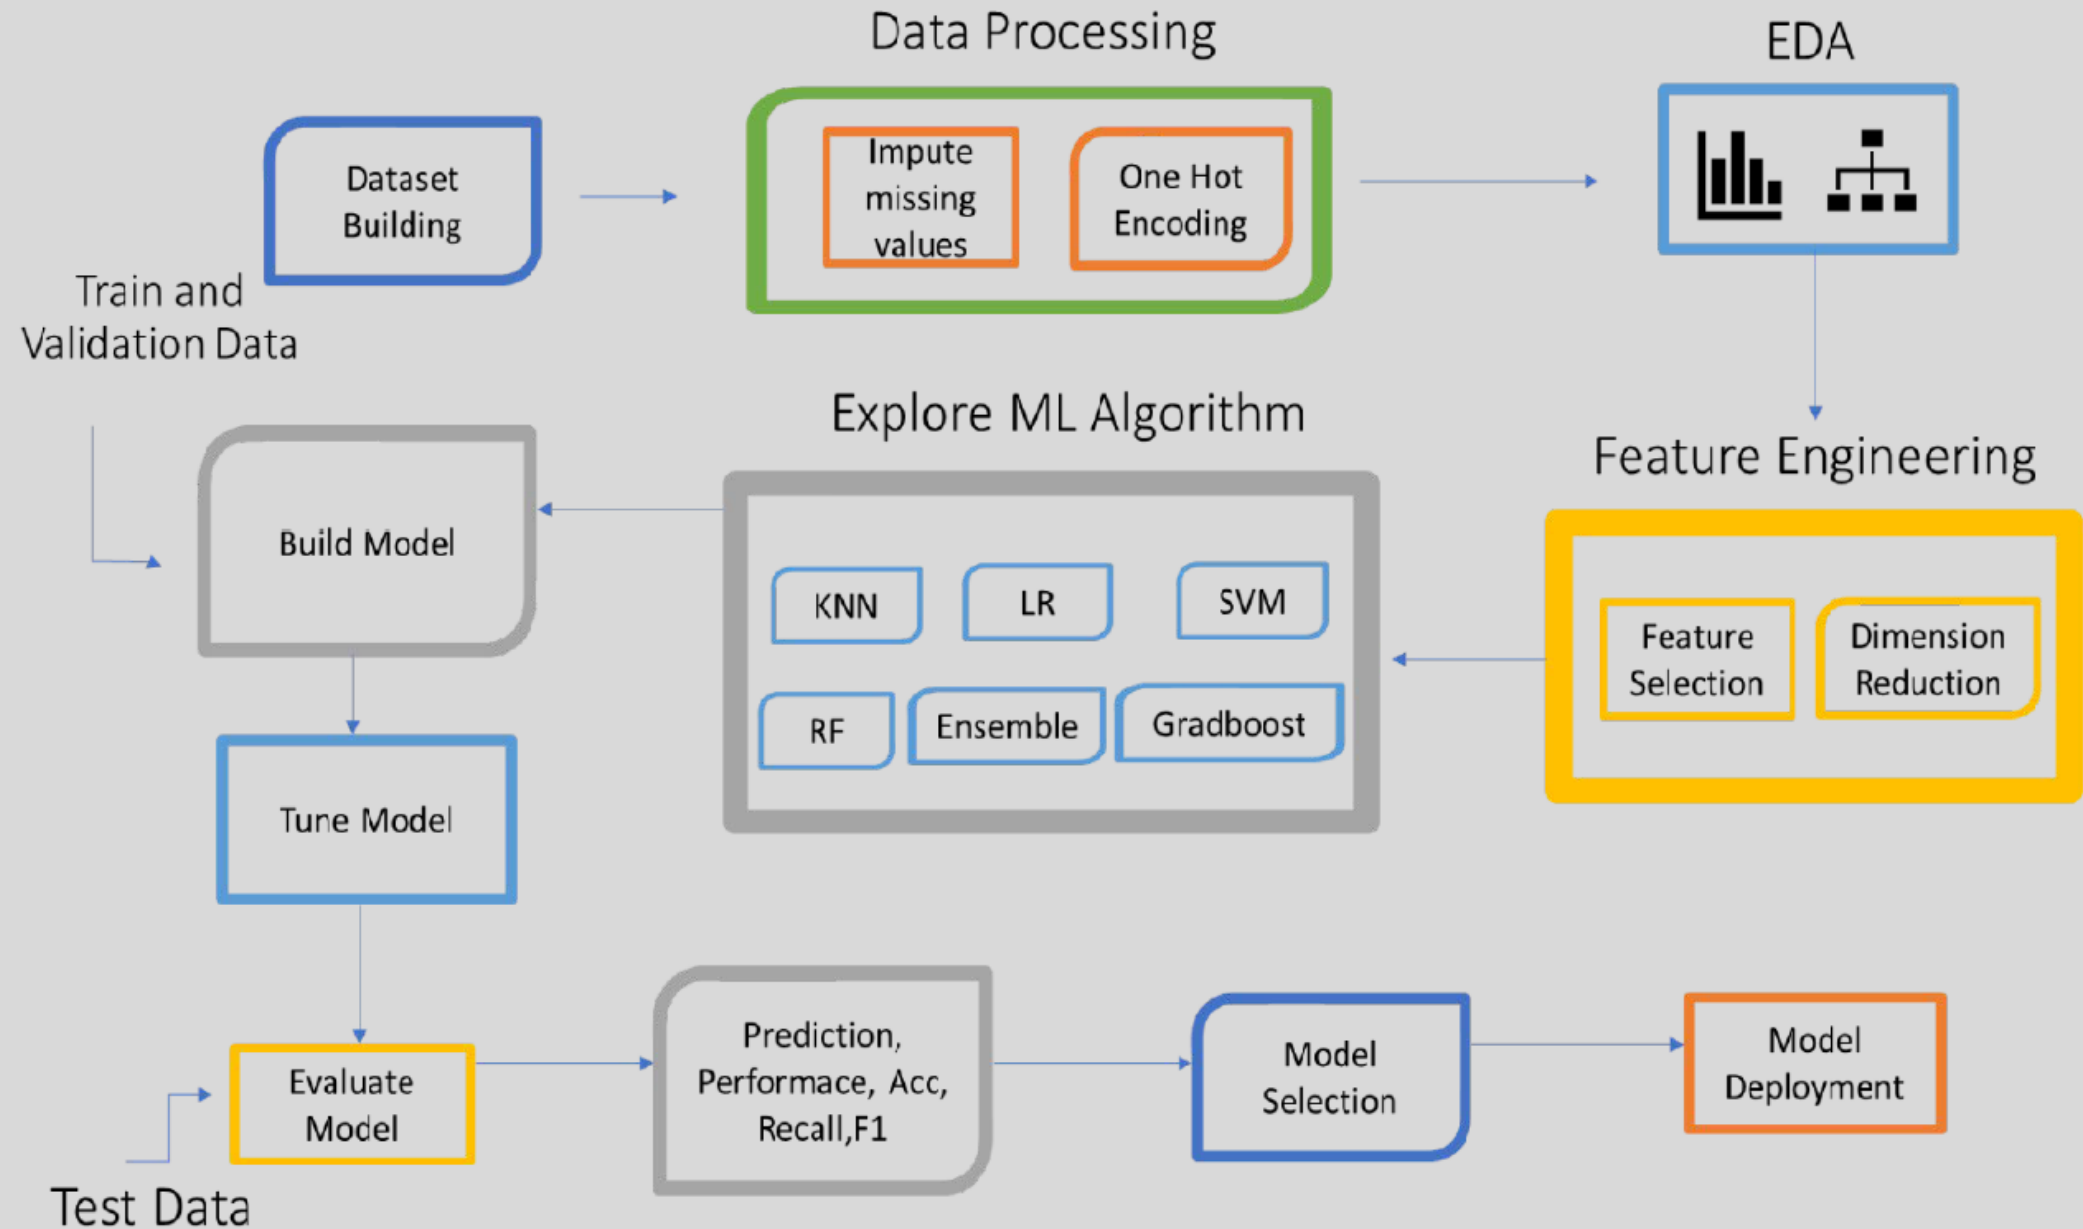 Data Processing
EDA
Dataset
Building
Impute
missing
values
One Hot
Encoding
Train and
Validation Data
Explore ML Algorithm
Feature Engineering
Build Model
KNN
LR
SVM
RF
Ensemble
Gradboost
Feature
Selection
Dimension
Reduction
Tune Model
Evaluate
Model
Prediction,
Performace, Acc,
Recall,F1
Model
Selection
Model
Deployment
Test Data